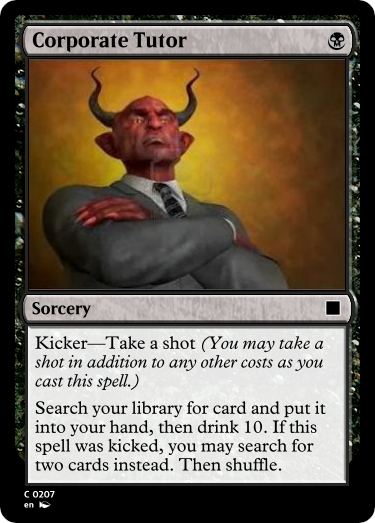 Corporate Tutor
Sorcery
Kicker—Take a shot (You may take a
shot in addition to any other costs as you
cast this spell.)
Search your library for card and put it
into your hand, then drink 10. If this
spell was kicked, you may search for
two cards instead. Then shuffle.
C 0207
en